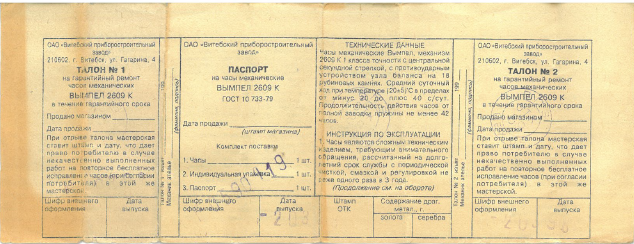 ОАО «Витебский приборостроительный
завод»
210602, г. Витебск, ул. Гагарина, 4
ТАЛОН № 1
на гарантийный ремонт
часов механических
ВЫМПЕЛ 2609 К
в течение гарантийного срока
Продано магазином
Дата продажи
При отрыве талона мастерская
ставит штамп и дату, что дает
право потребителю в случае
некачественно выполненных
работ на повторное бесплатное
исправление часов (при согласии
потребителя) в этой же
мастерской.
Шифр внешнего
оформления
Дата
выпуска
ОАО «Витебский приборостроительный
завод»
ПАСПОРТ
на часы механические
ВЫМПЕЛ 2609 К
ГОСТ 10 733-79
Дата продажи
(штамп магазина)
Комплект поставки
1. Часы 1 шт.
2. Индивидуальная упаковка 1 шт.
3. Паспорт 1 шт.
Шифр внешнего
оформления
Дата
выпуска
ТЕХНИЧЕСКИЕ ДАННЫЕ
Часы механические Вымпел, механизм
2609 К 1 класса точности с центральной
секундной стрелкой, с противоударным
устройством узла баланса на 18
рубиновых камнях. Средний суточный
ход при температуре (20±5)°С в пределах
от минус 20 до плюс 40 с/сут.
Продолжительность действия часов от
полной заводки пружины не менее 42
часов.
ИНСТРУКЦИЯ ПО ЭКСПЛУАТАЦИИ
Часы являются сложным техническим
изделием, требующим внимательного
обращения, рассчитаны на долго-
летний срок службы с периодической
чисткой, смазкой и регулировкой не
реже одного раза в 3 года.
(Продолжение см. на обороте)
Штамп
ОТК
Содержание драг.
метал., г.
золота серебра
ОАО «Витебский приборостроительный
завод»
210602, г. Витебск, ул. Гагарина, 4
ТАЛОН № 2
на гарантийный ремонт
часов механических
ВЫМПЕЛ 2609 К
в течение гарантийного срока
Продано магазином
Дата продажи
При отрыве талона мастерская
ставит штамп и дату, что дает
право потребителю в случае
некачественно выполненных
работ на повторное бесплатное
исправление часов (при согласии
потребителя) в этой же
мастерской.
Шифр внешнего
оформления
Дата
выпуска